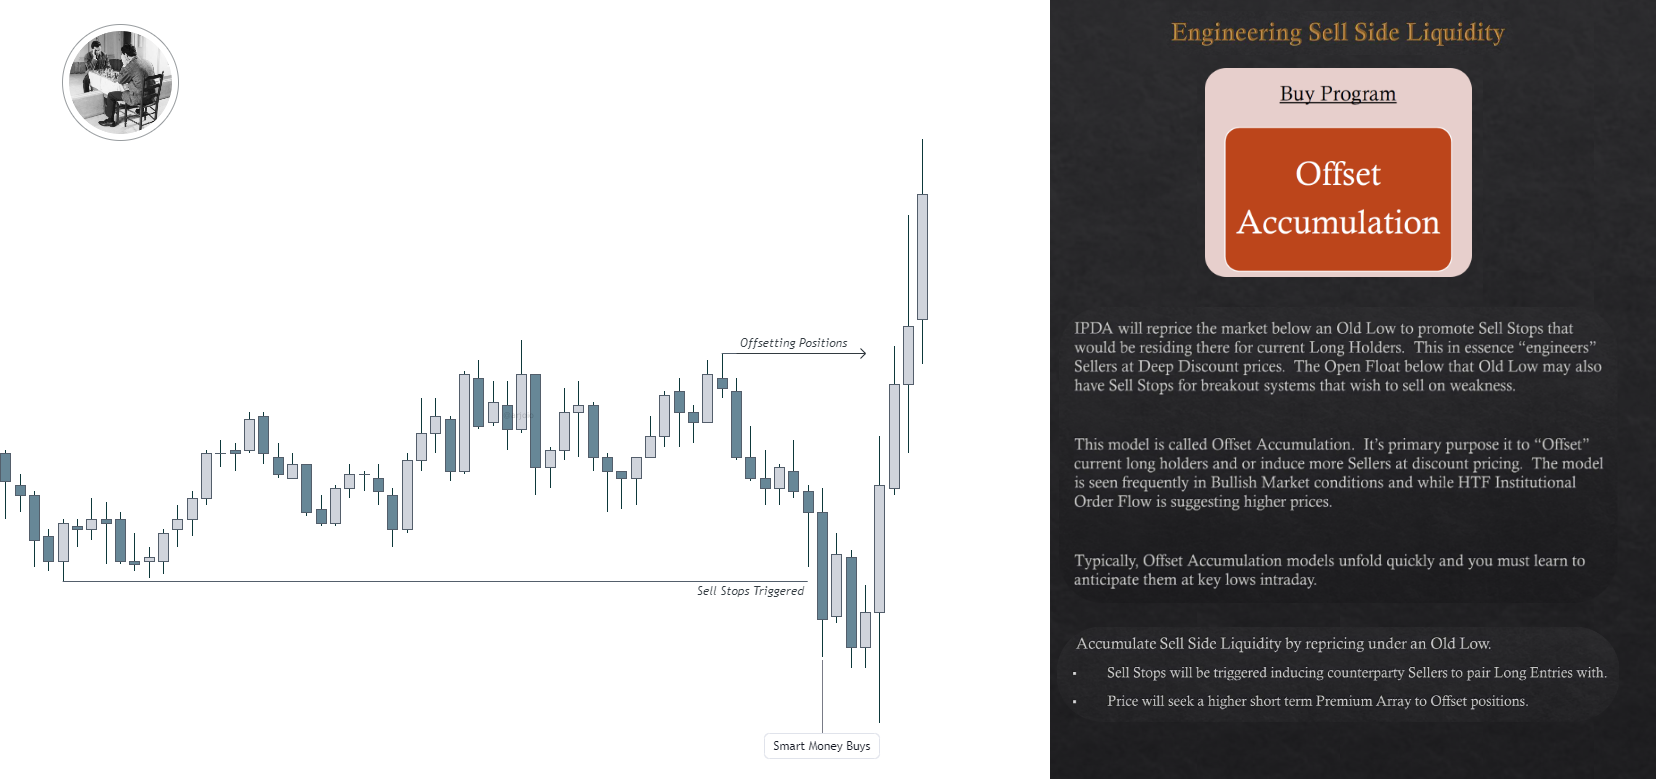 Engineering Sell Side Liquidity
Buy Program
Offset
Accumulation
Offsetting Positions
Sell Stops Triggered
Smart Money Buys
IPDA will reprice the market below an Old Low to promote Sell Stops that
would be residing there for current Long Holders. This in essence “engineers”
Sellers at Deep Discount prices. The Open Float below that Old Low may also
have Sell Stops for breakout systems that wish to sell on weakness.
This model is called Offset Accumulation. It’s primary purpose it to “Offset”
current long holders and or induce more Sellers at discount pricing. The model
is seen frequently in Bullish Market conditions and while HTF Institutional
Order Flow is suggesting higher prices.
Typically, Offset Accumulation models unfold quickly and you must learn to
anticipate them at key lows intraday.
Accumulate Sell Side Liquidity by repricing under an Old Low.
▪ Sell Stops will be triggered inducing counterparty Sellers to pair Long Entries with.
▪ Price will seek a higher short term Premium Array to Offset positions.